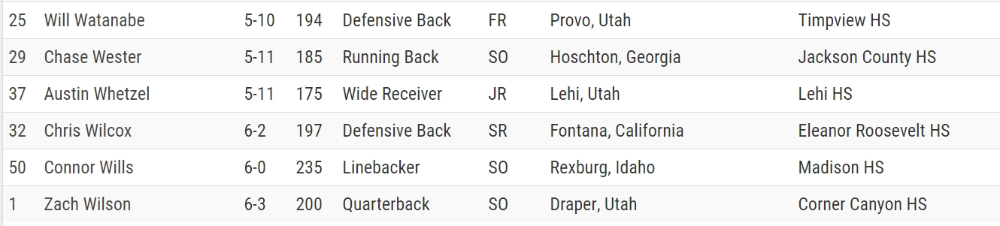 25 Will Watanabe 5-10 194 Defensive Back FR Provo, Utah Timpview HS
29 Chase Wester 5-11 185 Running Back SO Hoschton, Georgia Jackson County HS
37 Austin Whetzel 5-11 175 Wide Receiver JR Lehi, Utah Lehi HS
32 Chris Wilcox 6-2 197 Defensive Back SR Fontana, California Eleanor Roosevelt HS
50 Connor Wills 6-0 235 Linebacker SO Rexburg, Idaho Madison HS
1 Zach Wilson 6-3 200 Quarterback SO Draper, Utah Corner Canyon HS